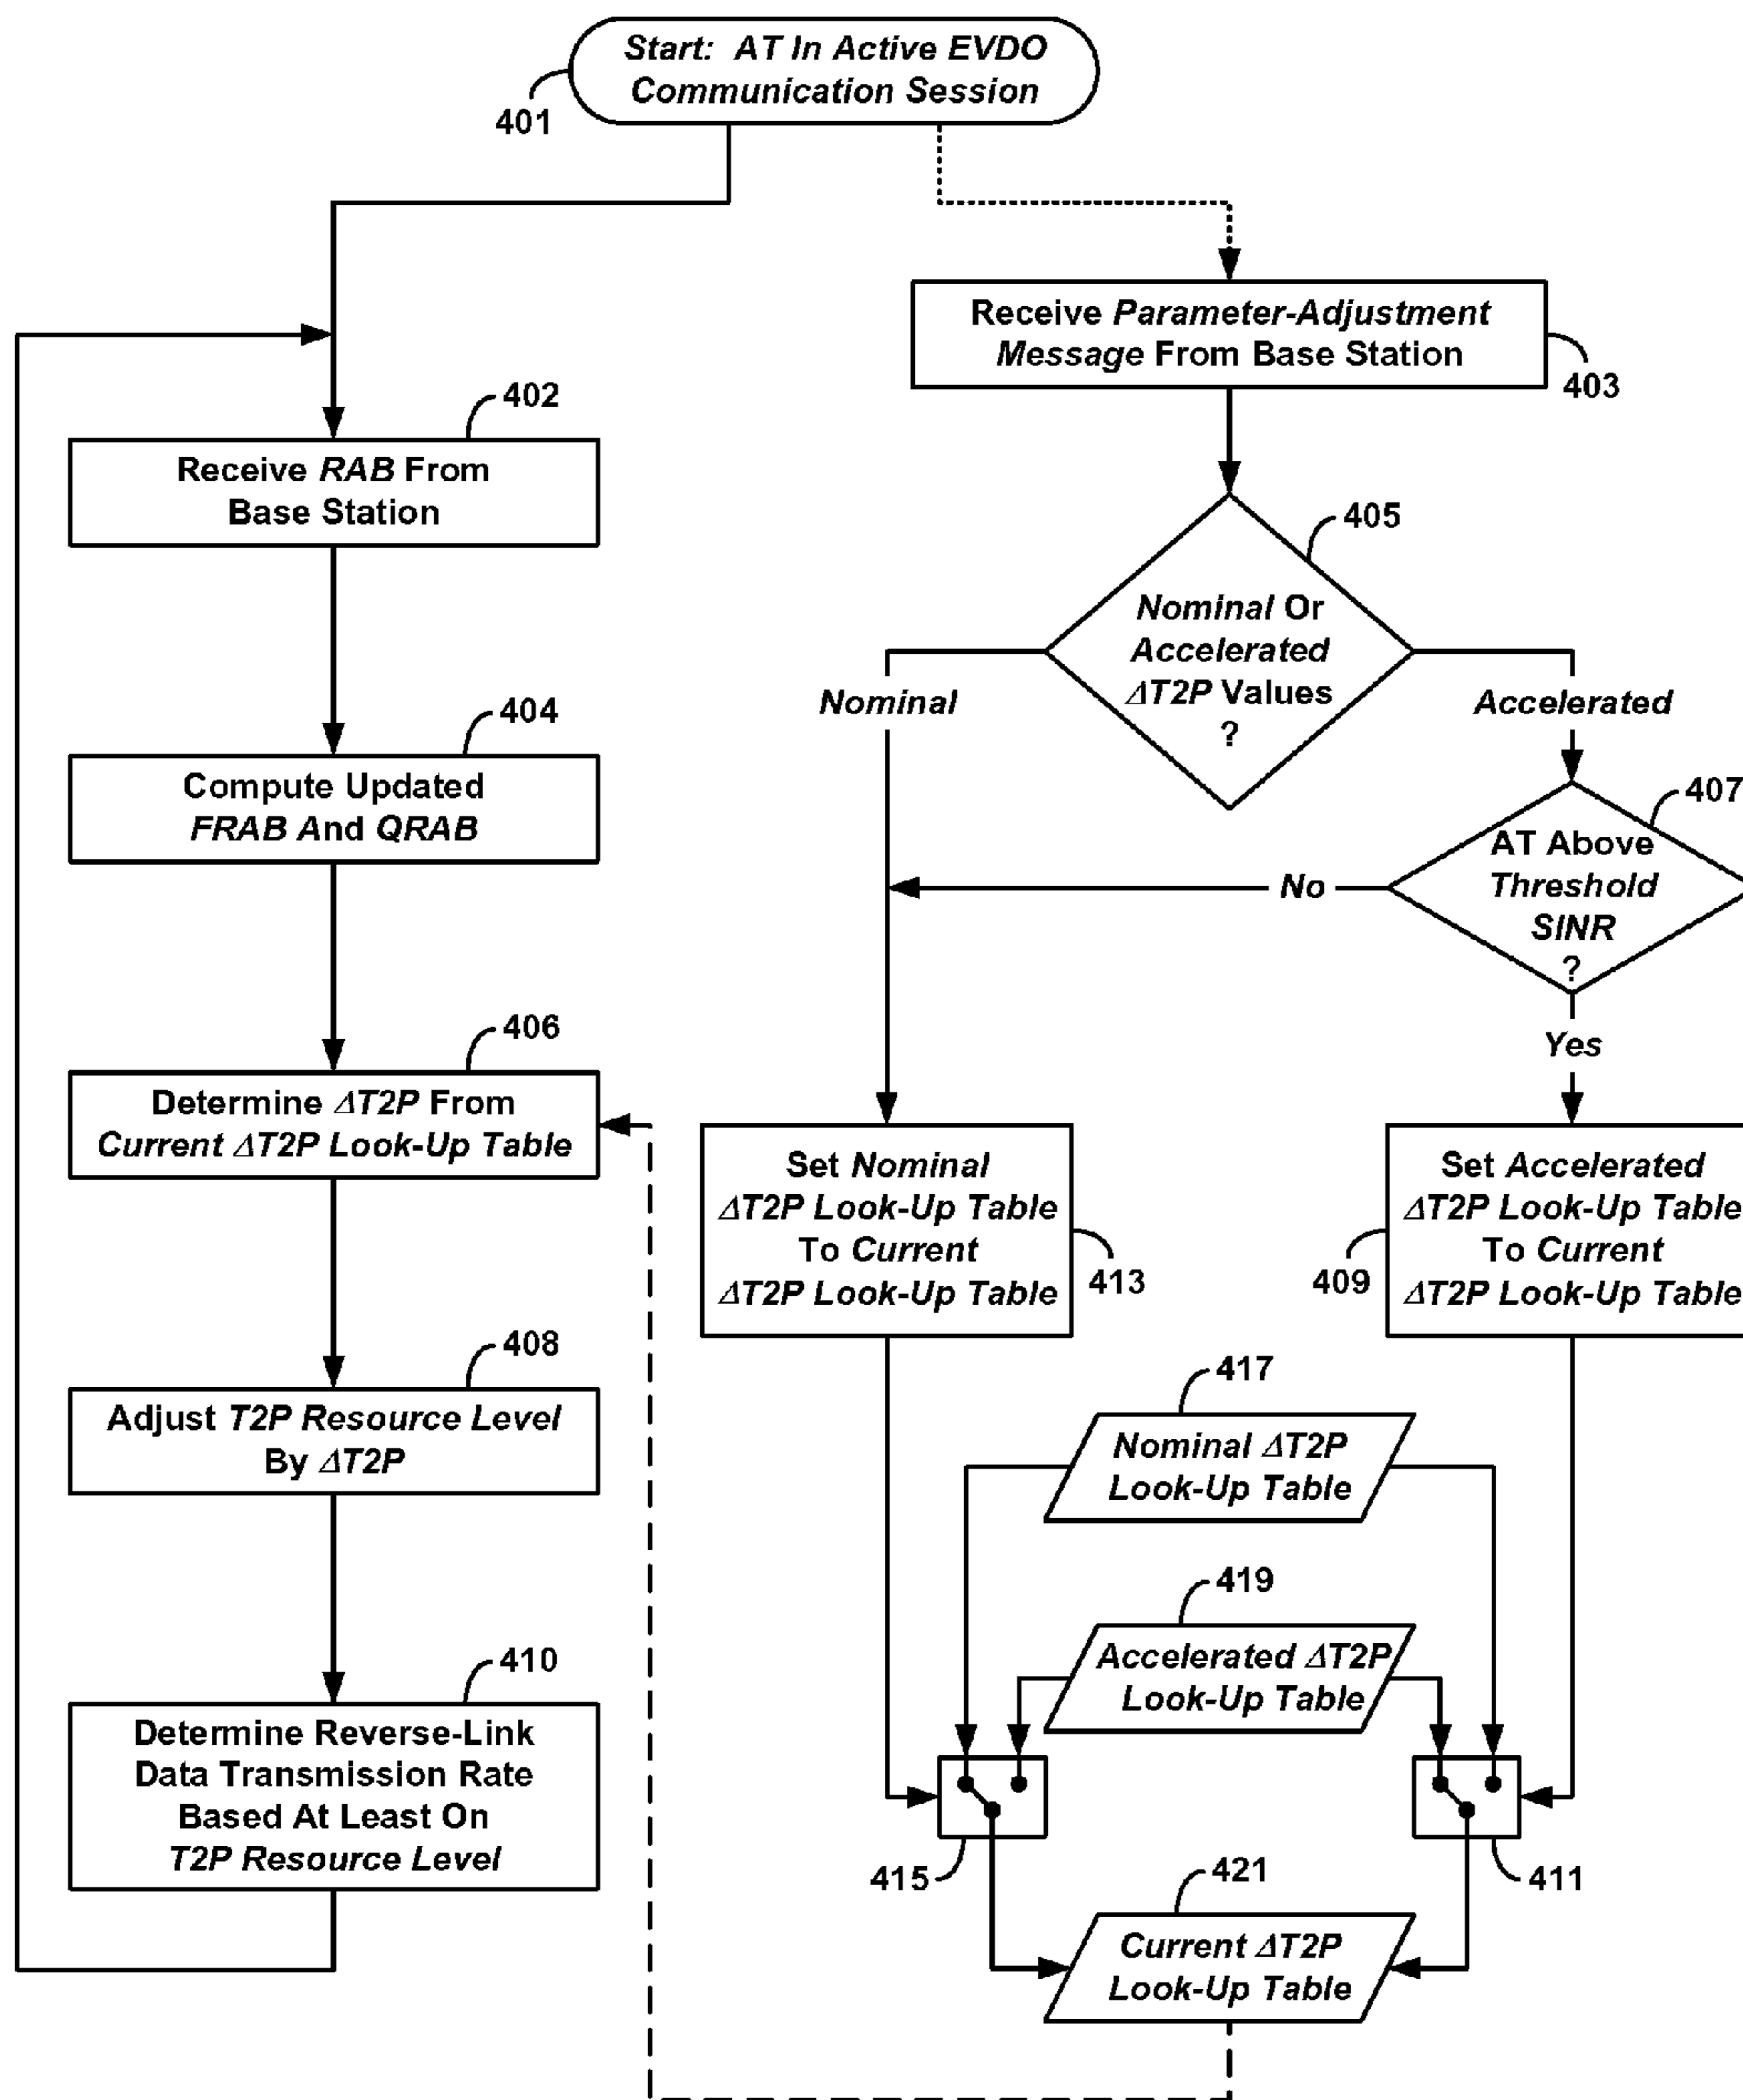 Start: AT In Active EVDO
Communication Session
401
Receive Parameter-Adjustment
Message From Base Station
403
402
Receive RAB From
Base Station
405
Nominal Or
Accelerated
ΔT2P Values
?
Nominal
Accelerated
404
Compute Updated
FRAB And QRAB
407
AT Above
Threshold
SINR
?
No
Yes
406
Determine ΔT2P From
Current ΔT2P Look-Up Table
Set Nominal
ΔT2P Look-Up Table
To Current
ΔT2P Look-Up Table
413
Set Accelerated
ΔT2P Look-Up Table
To Current
ΔT2P Look-Up Table
409
408
Adjust T2P Resource Level
By ΔT2P
417
Nominal ΔT2P
Look-Up Table
419
Accelerated ΔT2P
Look-Up Table
410
Determine Reverse-Link
Data Transmission Rate
Based At Least On
T2P Resource Level
415
411
421
Current ΔT2P
Look-Up Table